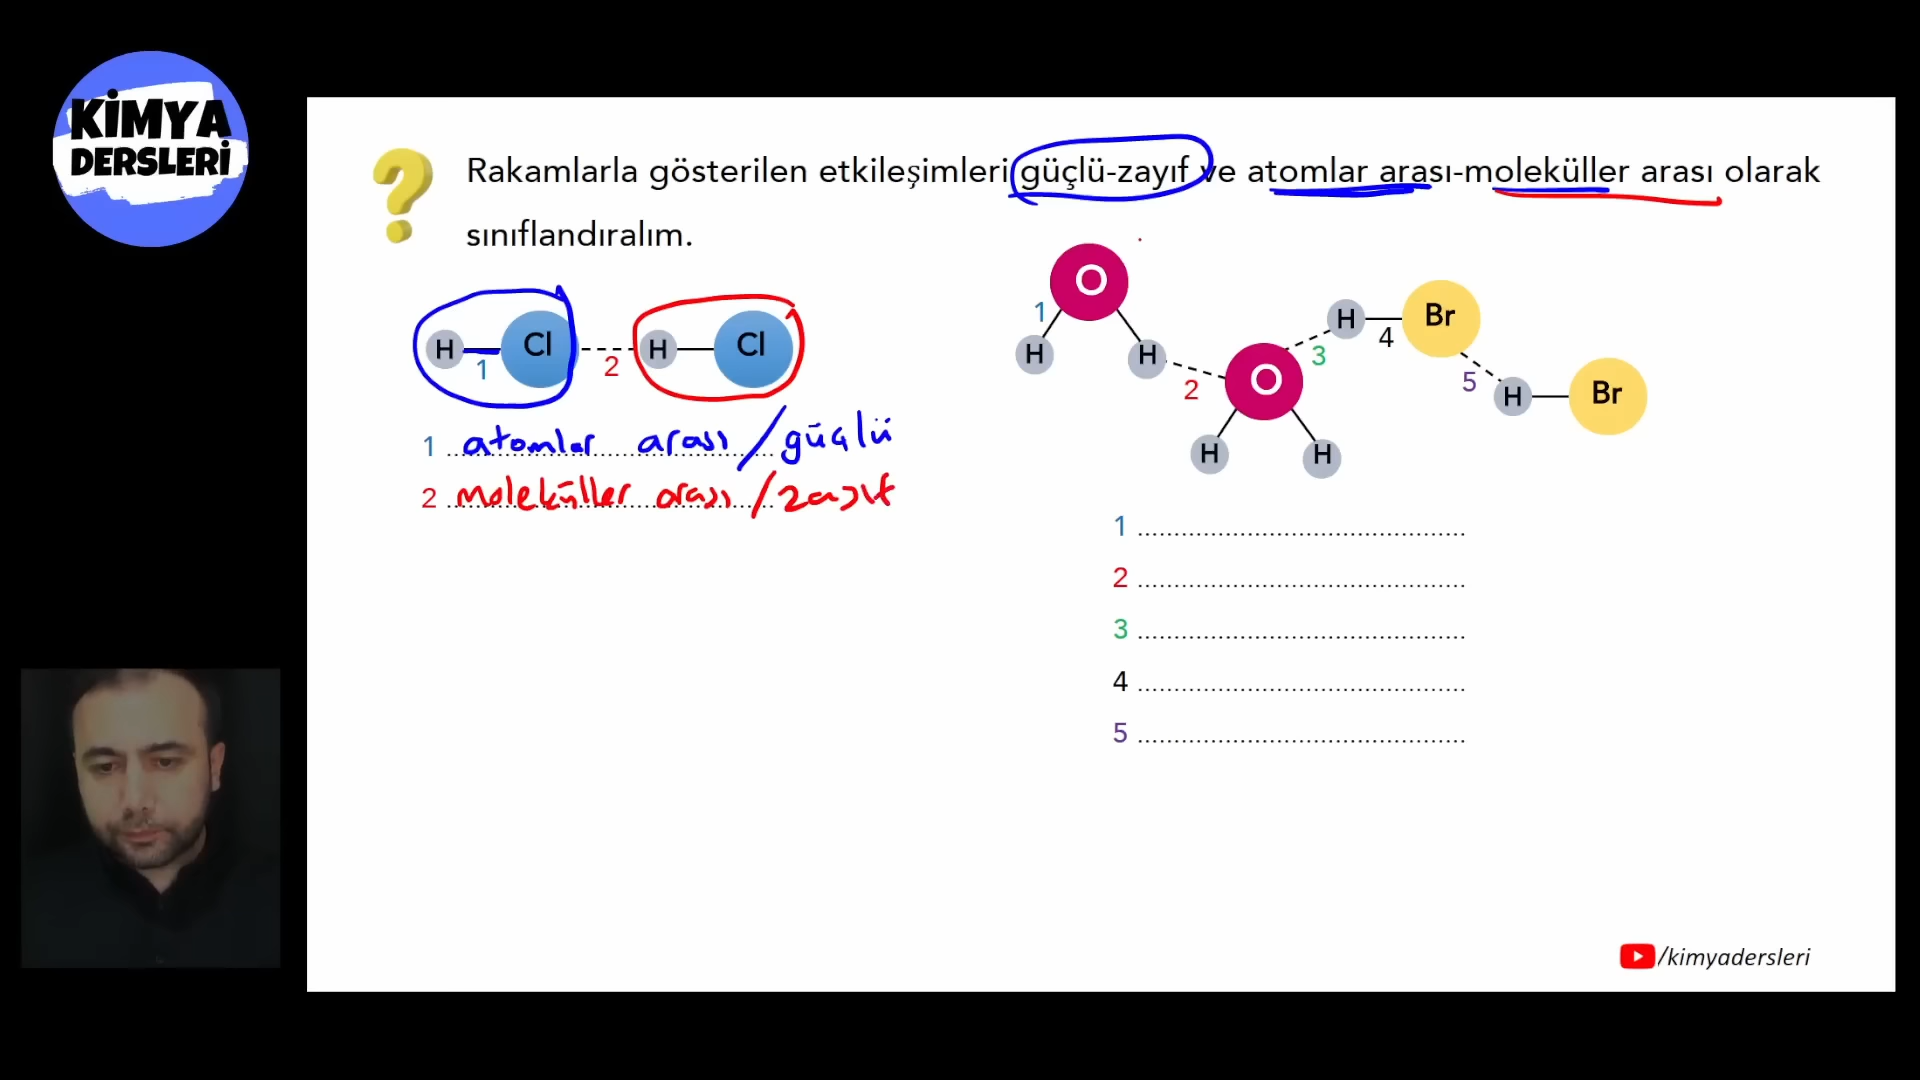 KİMYA
DERSLERİ
?
Rakamlarla gösterilen etkileşimleri güçlü-zayıf ve atomlar arası-moleküller arası olarak
sınıflandıralım.
H Cl H Cl
1 2
1 atomlar arası / güçlü
2 moleküller arası / zayıf
O
1
H H
2
O
3
H 4 Br
5
H Br
H H
1 ........................................
2 ........................................
3 ........................................
4 ........................................
5 ........................................
/kimyadersleri